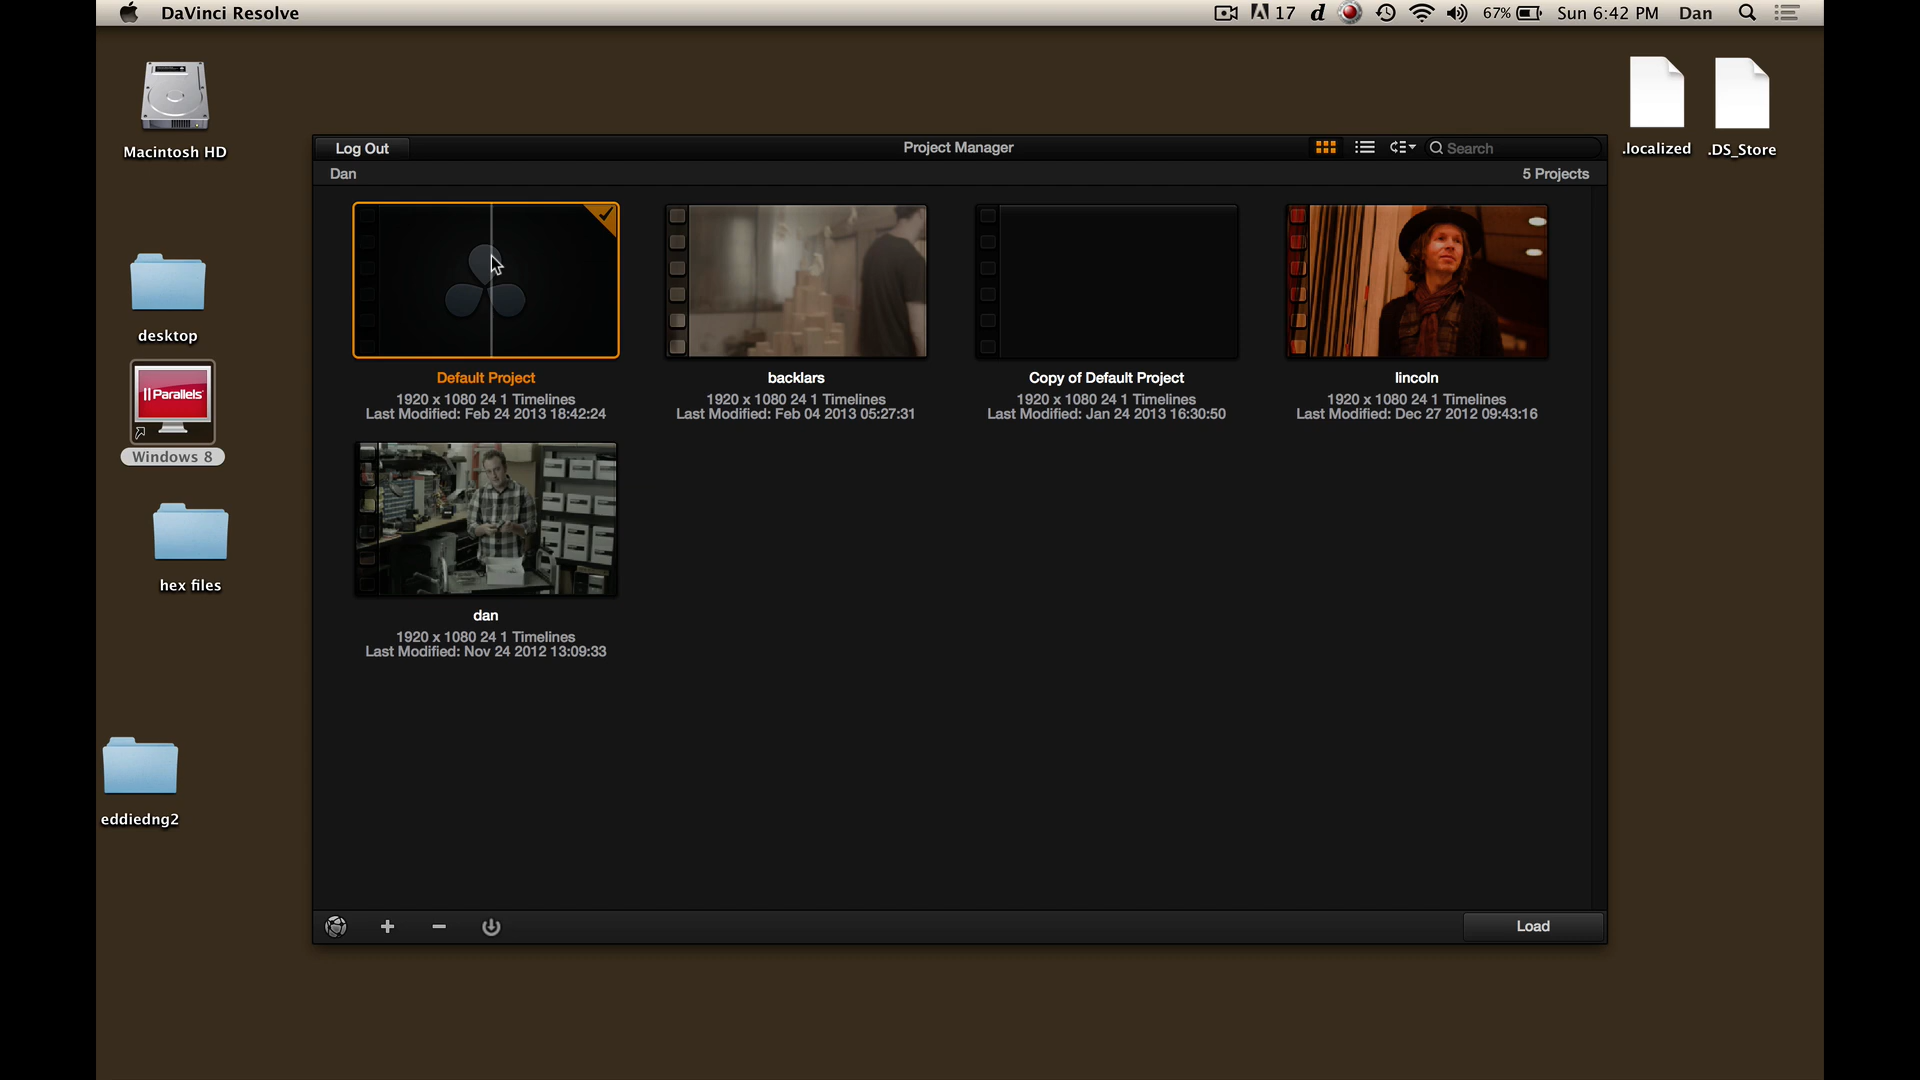 DaVinci Resolve
17
67%
Sun 6:42 PM
Dan
Macintosh HD
.localized
.DS_Store
Log Out
Project Manager
Search
Dan
5 Projects
Default Project
1920 x 1080 24 1 Timelines
Last Modified: Feb 24 2013 18:42:24
backlars
1920 x 1080 24 1 Timelines
Last Modified: Feb 04 2013 05:27:31
Copy of Default Project
1920 x 1080 24 1 Timelines
Last Modified: Jan 24 2013 16:30:50
lincoln
1920 x 1080 24 1 Timelines
Last Modified: Dec 27 2012 09:43:16
desktop
Parallels
Windows 8
hex files
dan
1920 x 1080 24 1 Timelines
Last Modified: Nov 24 2012 13:09:33
eddiedng2
Load